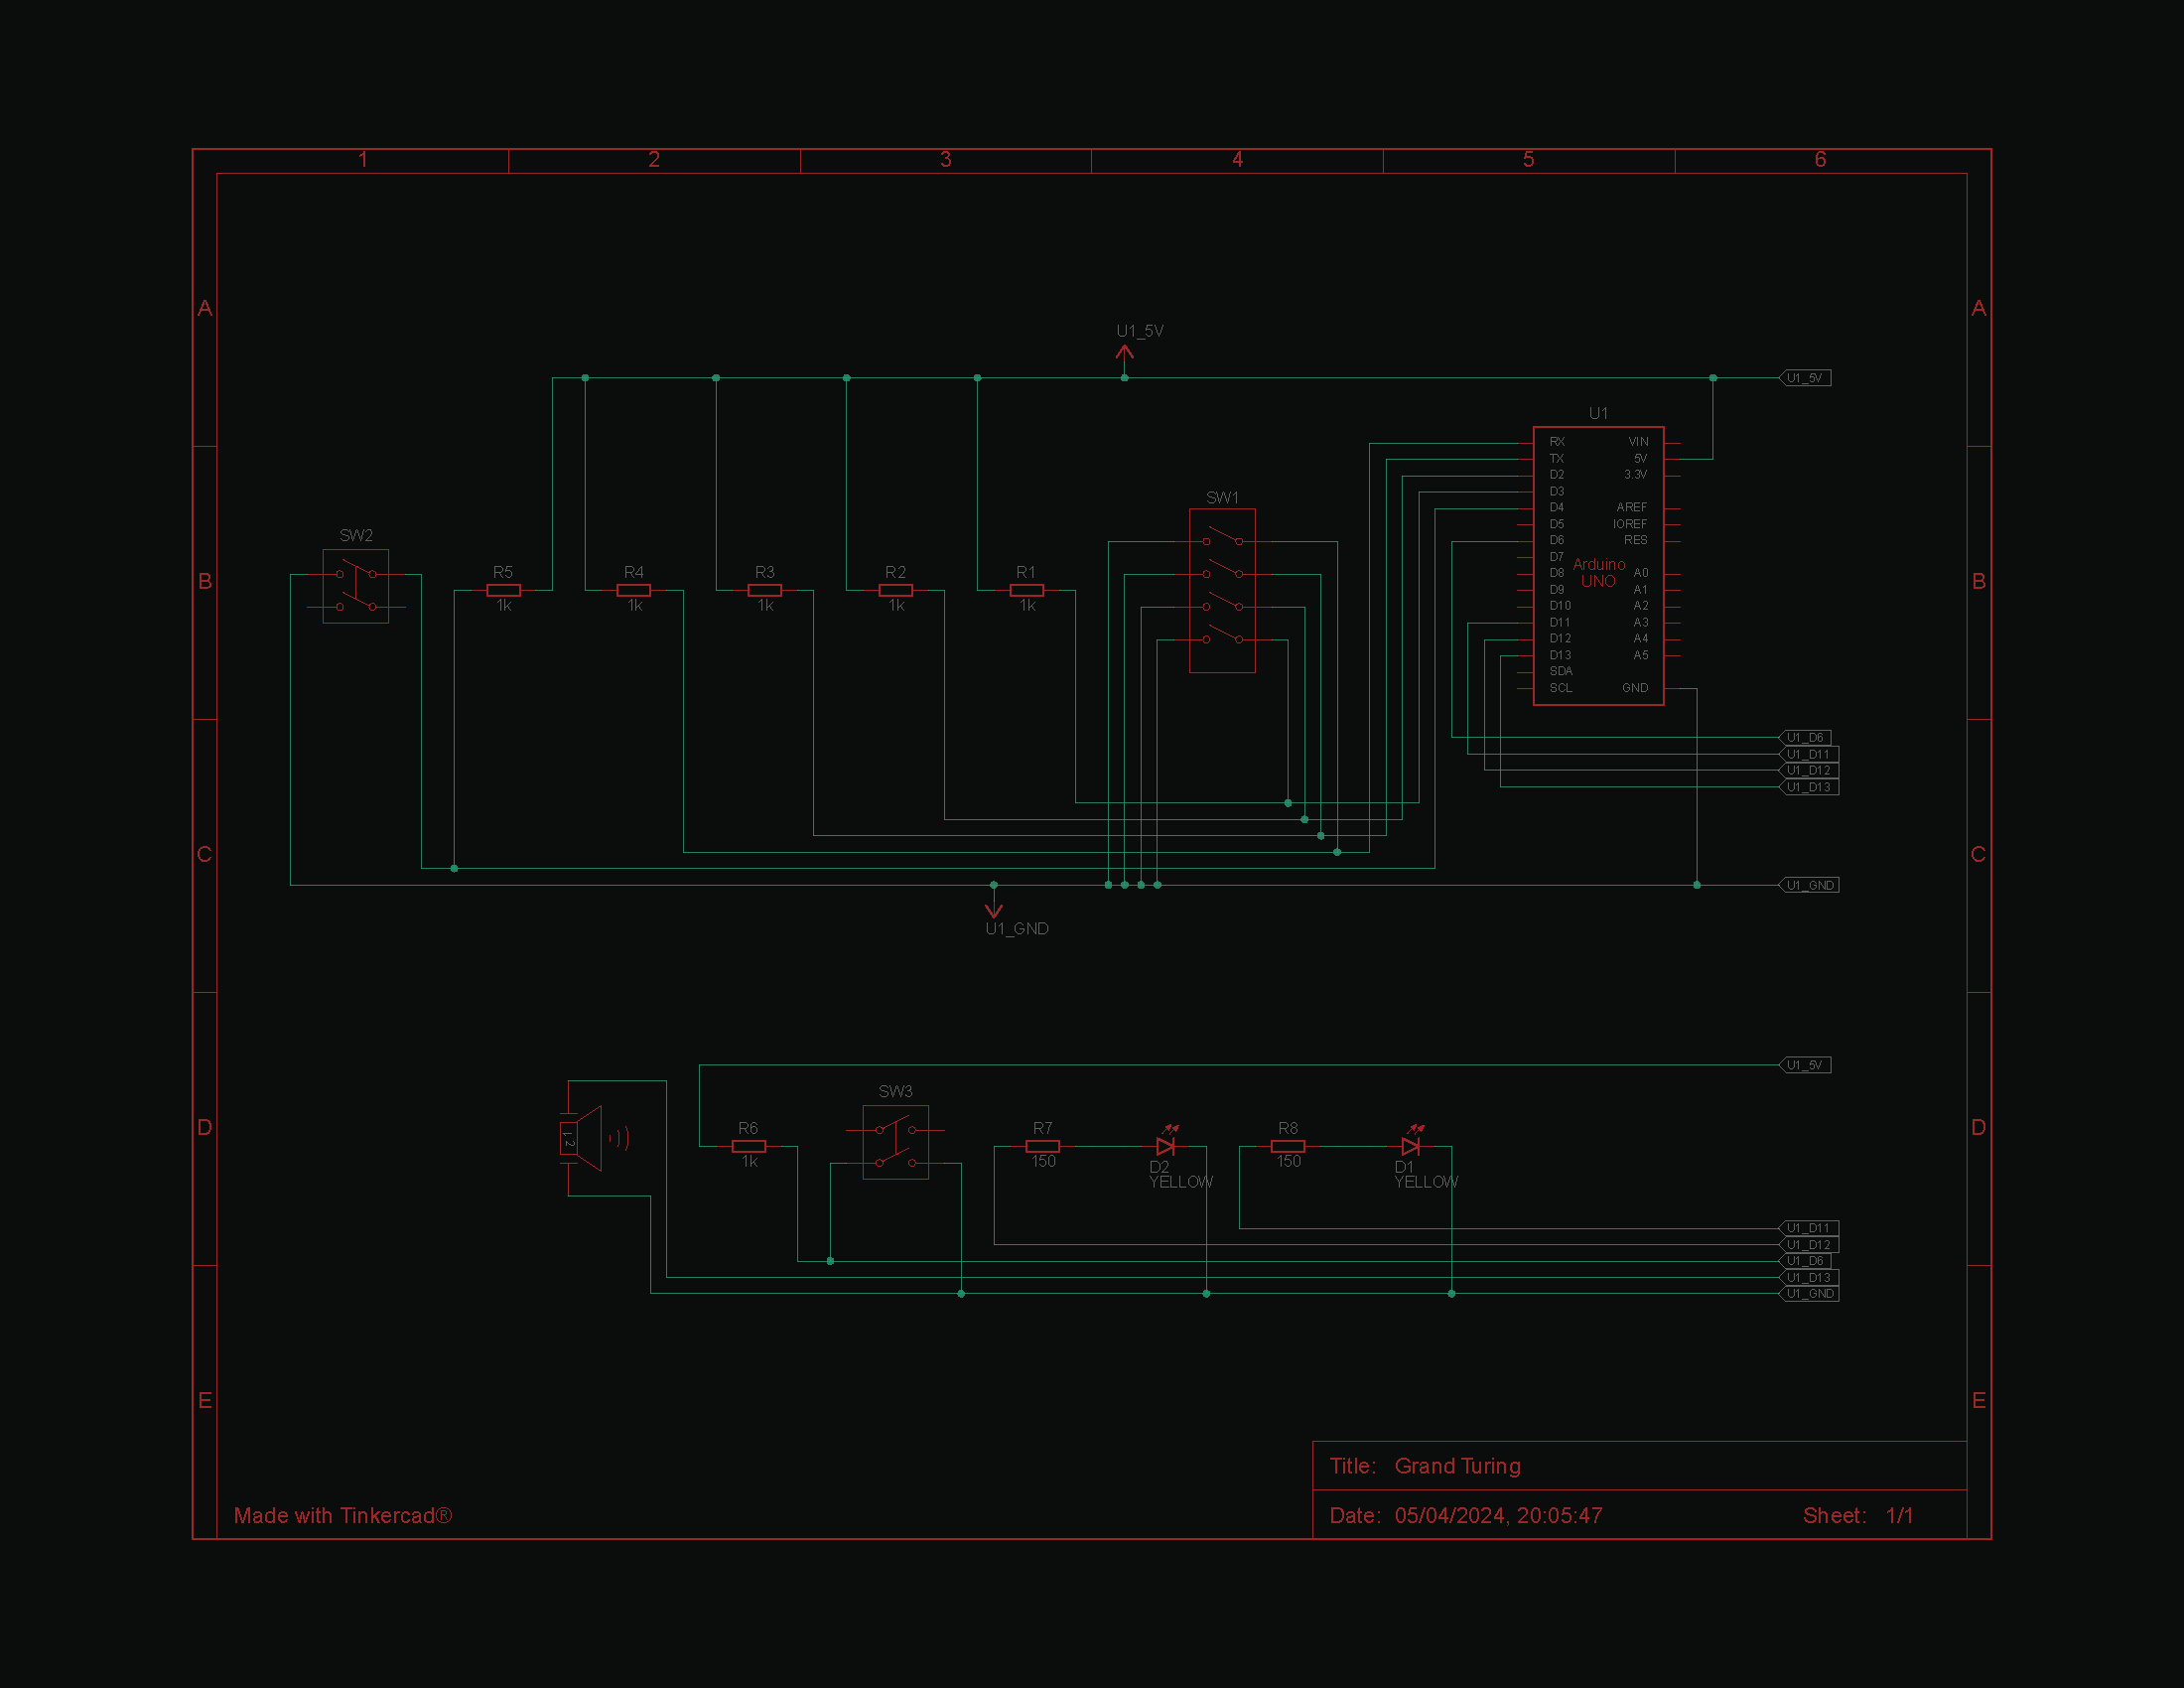 1 2 3 4 5 6
A A
U1_5V
U1_5V
U1
RX VIN
TX 5V
D2 3.3V
D3
D4 AREF
D5 IOREF
D6 RES
D7
D8 A0
D9 A1
D10 A2
D11 A3
D12 A4
D13 A5
SDA
SCL GND
Arduino
UNO
SW1
SW2
B B
R5 R4 R3 R2 R1
1k 1k 1k 1k 1k
U1_D6
U1_D11
U1_D12
U1_D13
C C
U1_GND
U1_GND
U1_5V
SW3
D D
1 2
R6 R7 R8
1k 150 150
D2 D1
YELLOW YELLOW
U1_D11
U1_D12
U1_D6
U1_D13
U1_GND
E E
Title: Grand Turing
Made with Tinkercad®
Date: 05/04/2024, 20:05:47 Sheet: 1/1